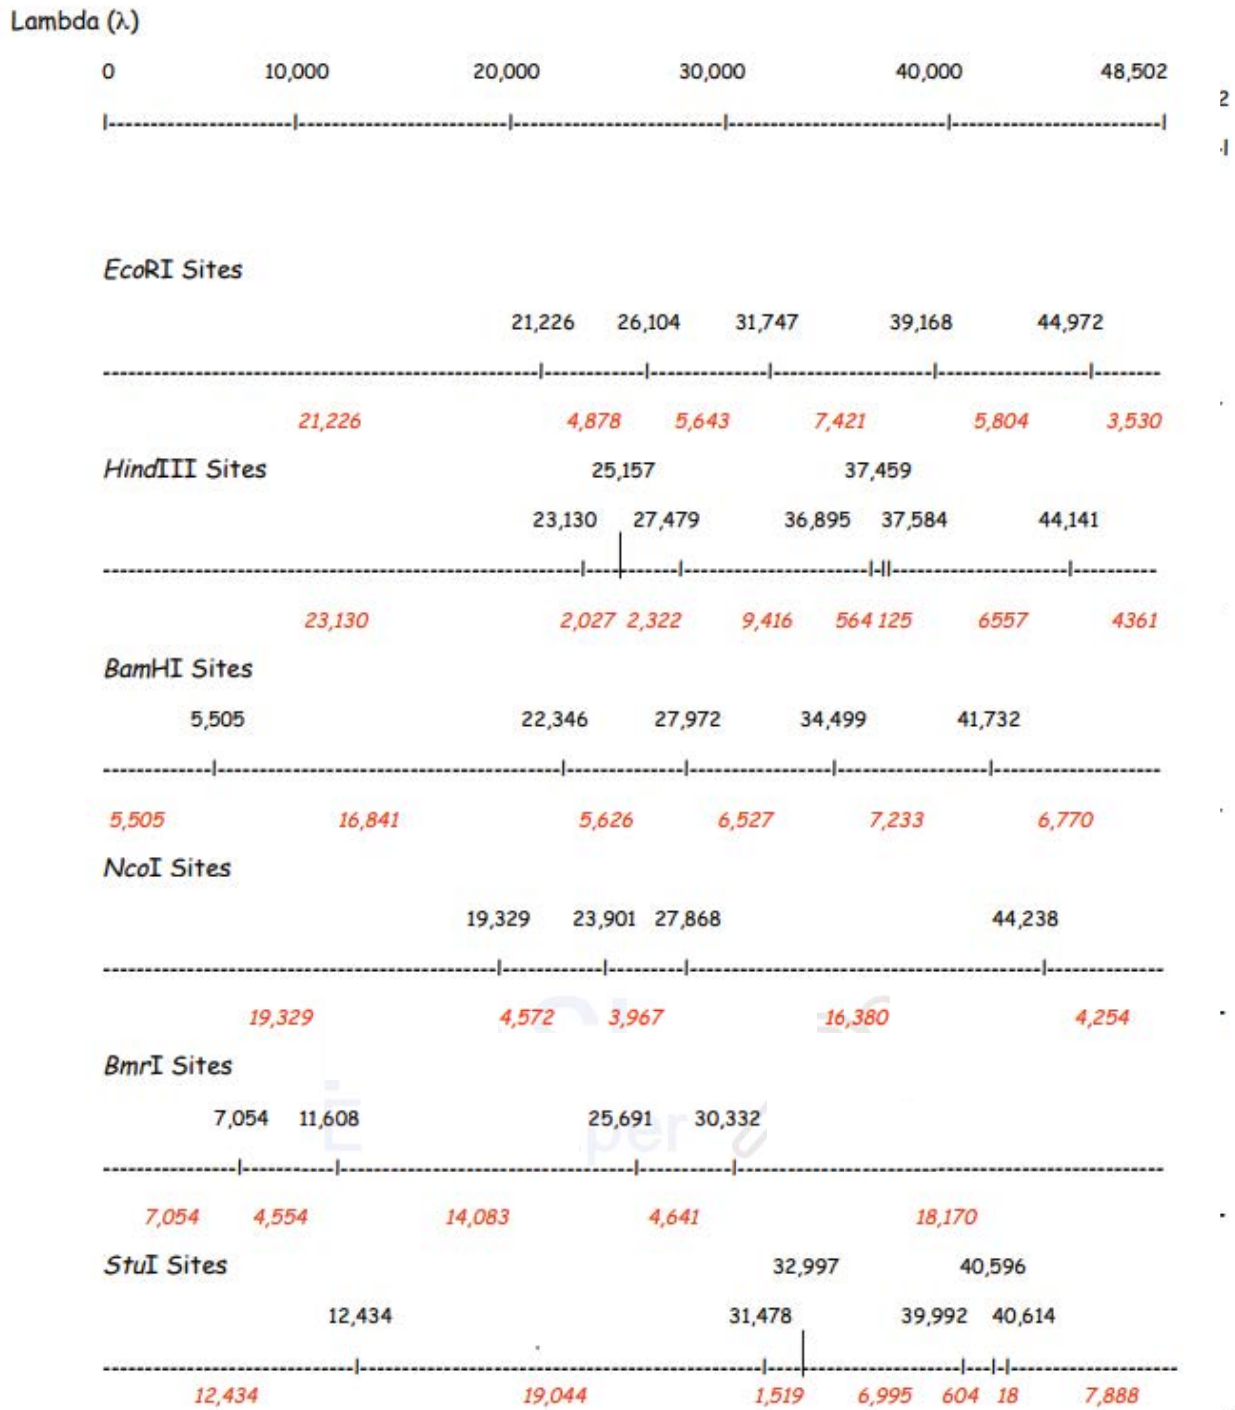 Lambda (λ)
0 10,000 20,000 30,000 40,000 48,502
2
EcoRI Sites
21,226 26,104 31,747 39,168 44,972
21,226 4,878 5,643 7,421 5,804 3,530
HindIII Sites 25,157 37,459
23,130 27,479 36,895 37,584 44,141
23,130 2,027 2,322 9,416 564 125 6557 4361
BamHI Sites
5,505 22,346 27,972 34,499 41,732
5,505 16,841 5,626 6,527 7,233 6,770
NcoI Sites
19,329 23,901 27,868 44,238
19,329 4,572 3,967 16,380 4,254
BmrI Sites
7,054 11,608 25,691 30,332
7,054 4,554 14,083 4,641 18,170
StuI Sites 32,997 40,596
12,434 31,478 39,992 40,614
12,434 19,044 1,519 6,995 604 18 7,888